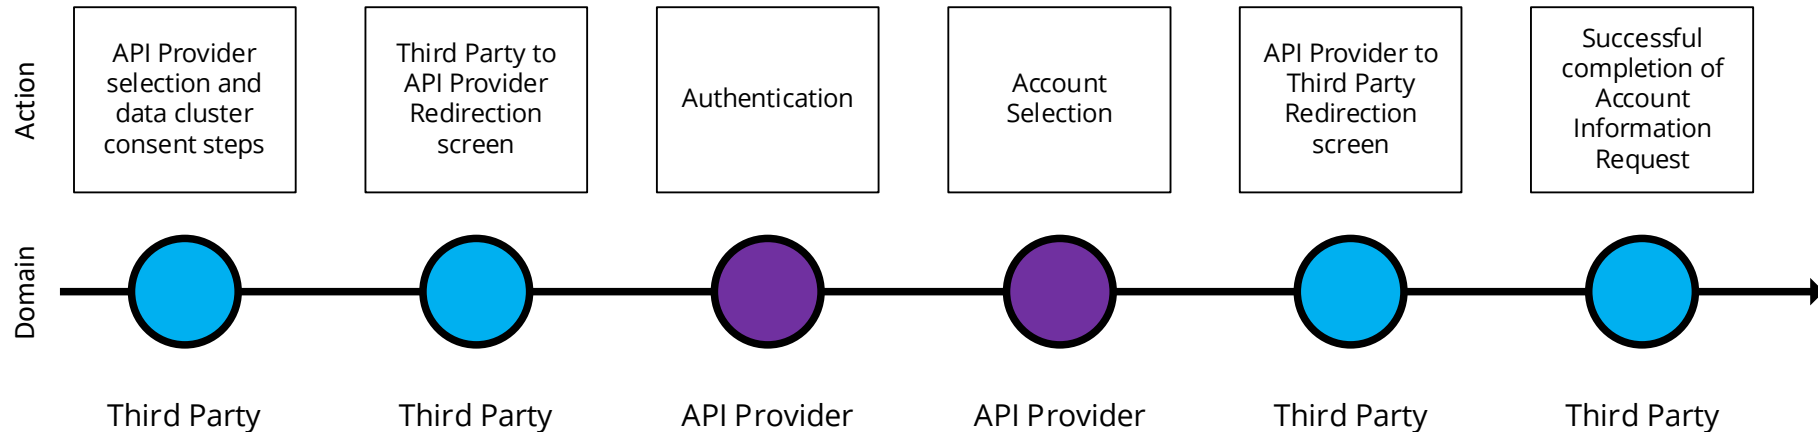 Action
API Provider
selection and
data cluster
consent steps
Third Party to
API Provider
Redirection
screen
Authentication
Account
Selection
API Provider to
Third Party
Redirection
screen
Successful
completion of
Account
Information
Request
Domain
Third Party
Third Party
API Provider
API Provider
Third Party
Third Party